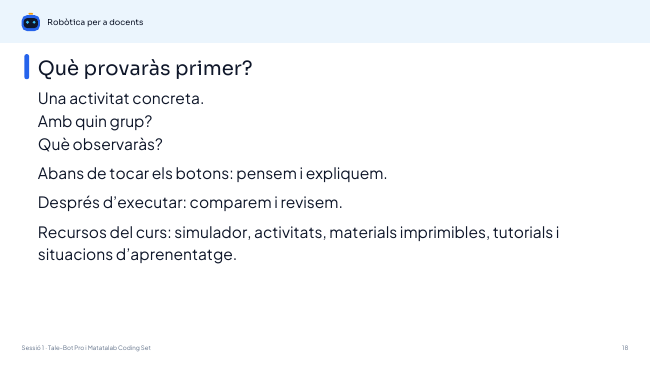 Robòtica per a docents
Què provaràs primer?
Una activitat concreta.
Amb quin grup?
Què observaràs?
Abans de tocar els botons: pensem i expliquem.
Després d’executar: comparem i revisem.
Recursos del curs: simulador, activitats, materials imprimibles, tutorials i
situacions d’aprenentatge.
Sessió 1 · Tale-Bot Pro i Matatalab Coding Set
18